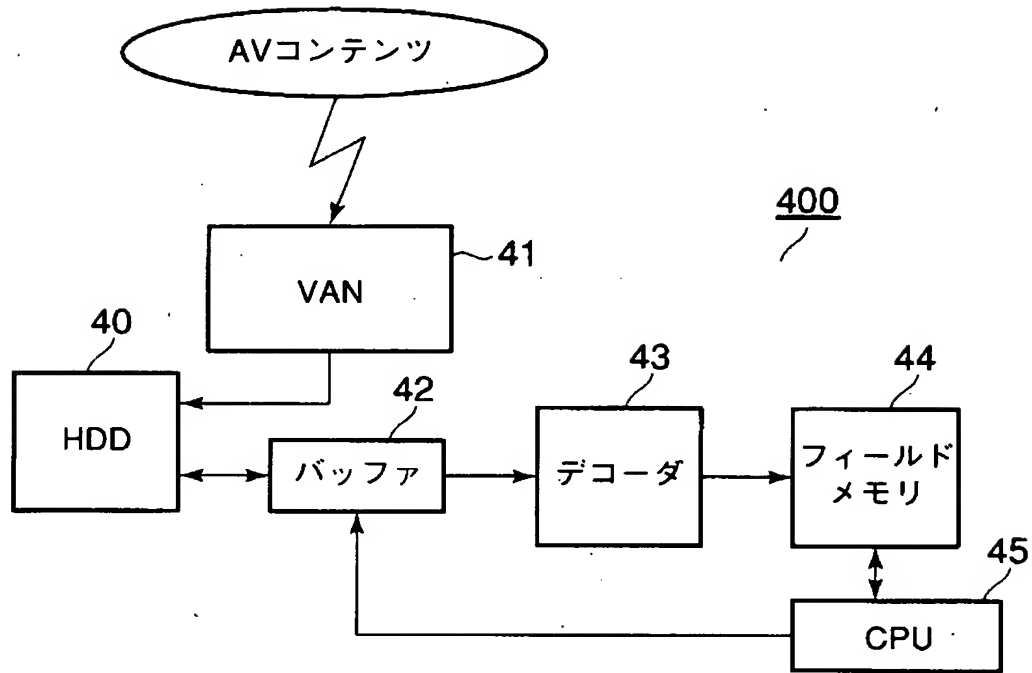 AVコンテンツ
400
41
VAN
40
HDD
42
バッファ
43
デコーダ
44
フィールド
メモリ
45
CPU